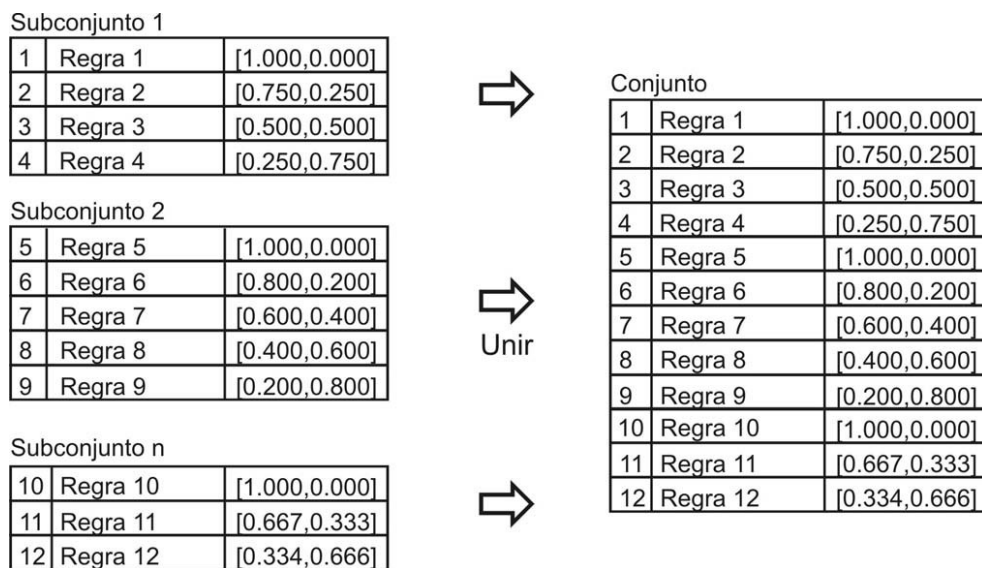 Subconjunto 1
1 Regra 1 [1.000,0.000]
2 Regra 2 [0.750,0.250]
3 Regra 3 [0.500,0.500]
4 Regra 4 [0.250,0.750]
Subconjunto 2
5 Regra 5 [1.000,0.000]
6 Regra 6 [0.800,0.200]
7 Regra 7 [0.600,0.400]
8 Regra 8 [0.400,0.600]
9 Regra 9 [0.200,0.800]
Subconjunto n
10 Regra 10 [1.000,0.000]
11 Regra 11 [0.667,0.333]
12 Regra 12 [0.334,0.666]
Unir
Conjunto
1 Regra 1 [1.000,0.000]
2 Regra 2 [0.750,0.250]
3 Regra 3 [0.500,0.500]
4 Regra 4 [0.250,0.750]
5 Regra 5 [1.000,0.000]
6 Regra 6 [0.800,0.200]
7 Regra 7 [0.600,0.400]
8 Regra 8 [0.400,0.600]
9 Regra 9 [0.200,0.800]
10 Regra 10 [1.000,0.000]
11 Regra 11 [0.667,0.333]
12 Regra 12 [0.334,0.666]